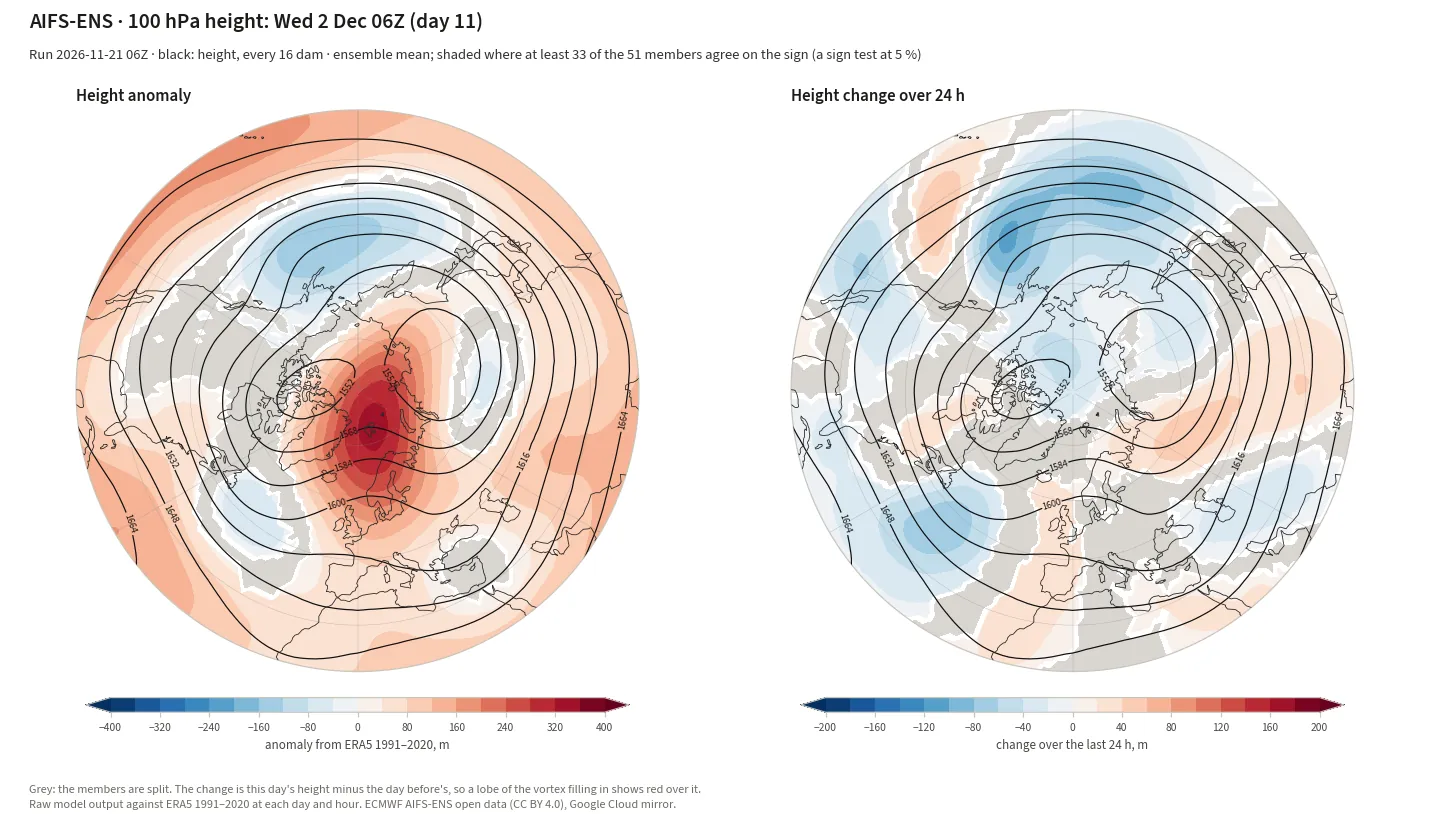 AIFS-ENS · 100 hPa height: Wed 2 Dec 06Z (day 11)
Run 2026-11-21 06Z · black: height, every 16 dam · ensemble mean; shaded where at least 33 of the 51 members agree on the sign (a sign test at 5 %)
Height anomaly
1552
1568
1584
1600
1616
1632
1648
1664
1664
−400 −320 −240 −160 −80 0 80 160 240 320 400
anomaly from ERA5 1991–2020, m
Height change over 24 h
1552
1568
1584
1600
1616
1632
1648
1664
1664
−200 −160 −120 −80 −40 0 40 80 120 160 200
change over the last 24 h, m
Grey: the members are split. The change is this day's height minus the day before's, so a lobe of the vortex filling in shows red over it.
Raw model output against ERA5 1991–2020 at each day and hour. ECMWF AIFS-ENS open data (CC BY 4.0), Google Cloud mirror.